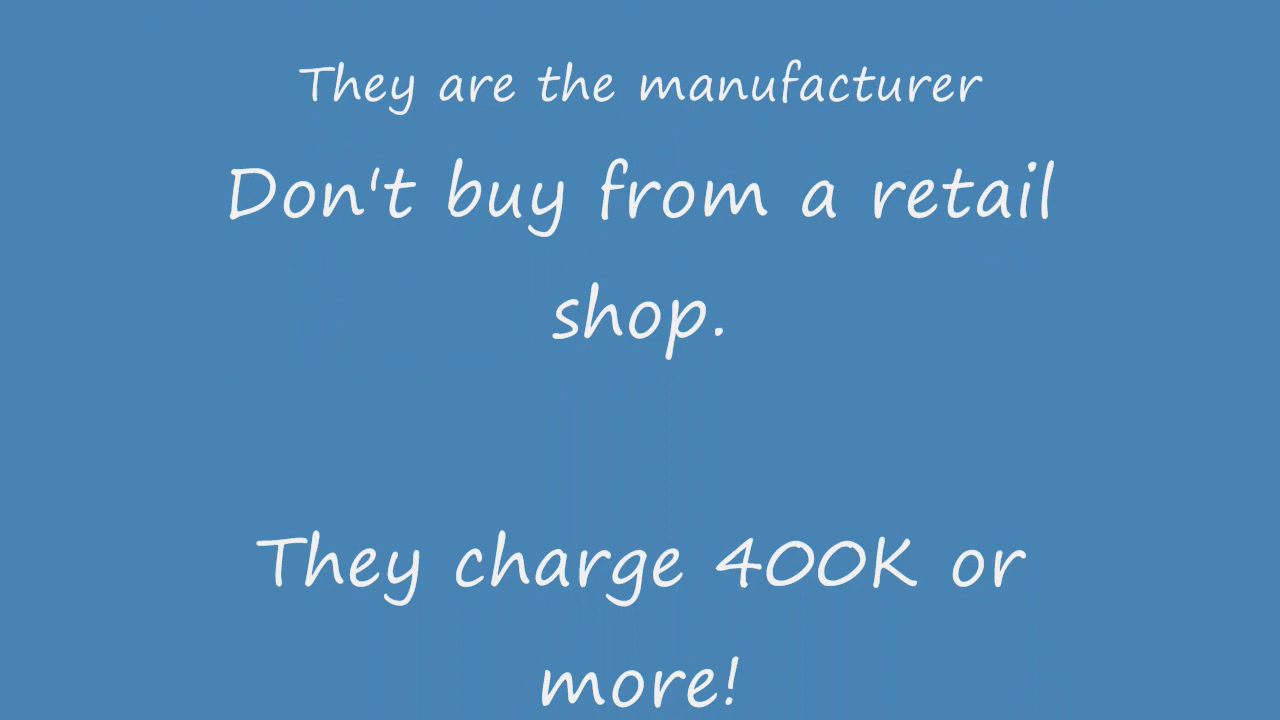 They are the manufacturer
Don't buy from a retail
shop.
They charge 400K or
more!